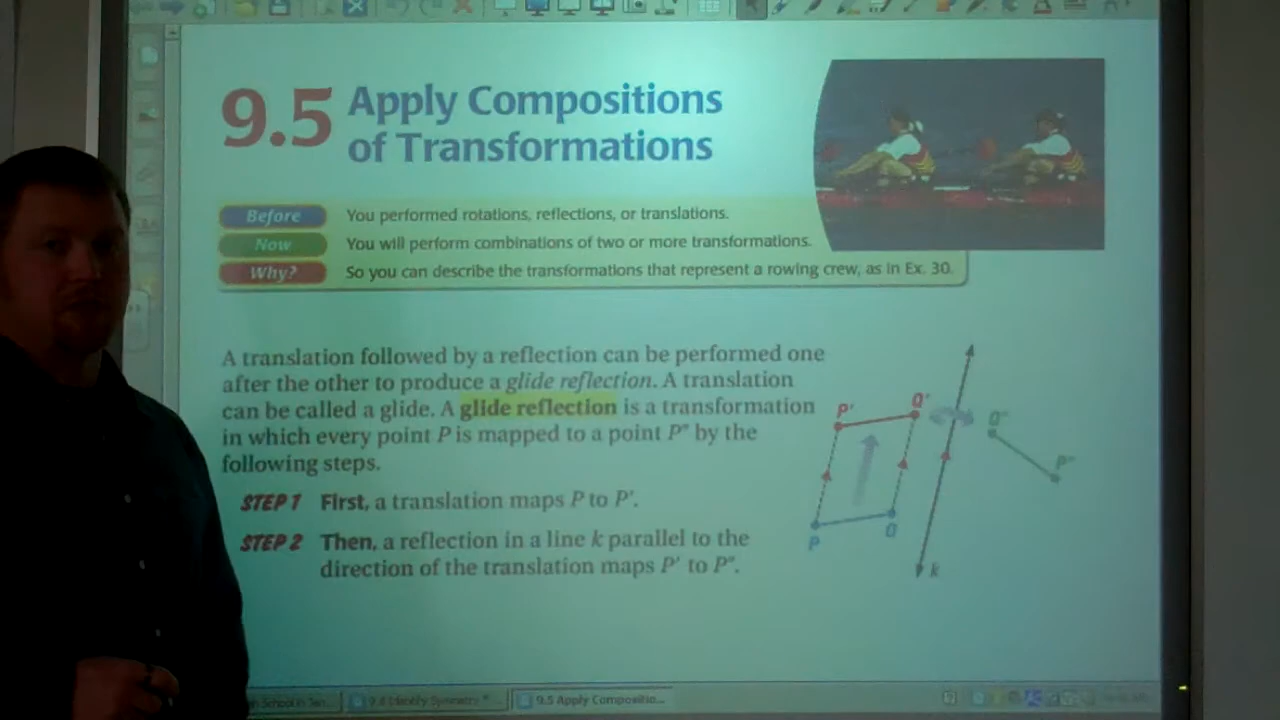 9.5 Apply Compositions
of Transformations
Before You performed rotations, reflections, or translations.
Now You will perform combinations of two or more transformations.
Why? So you can describe the transformations that represent a rowing crew, as in Ex. 30.
A translation followed by a reflection can be performed one
after the other to produce a glide reflection. A translation
can be called a glide. A glide reflection is a transformation
in which every point P is mapped to a point P" by the
following steps.
STEP 1 First, a translation maps P to P'.
STEP 2 Then, a reflection in a line k parallel to the
direction of the translation maps P' to P".
P'
Q'
Q"
P"
P
Q
k
9.5 Apply Compositio...